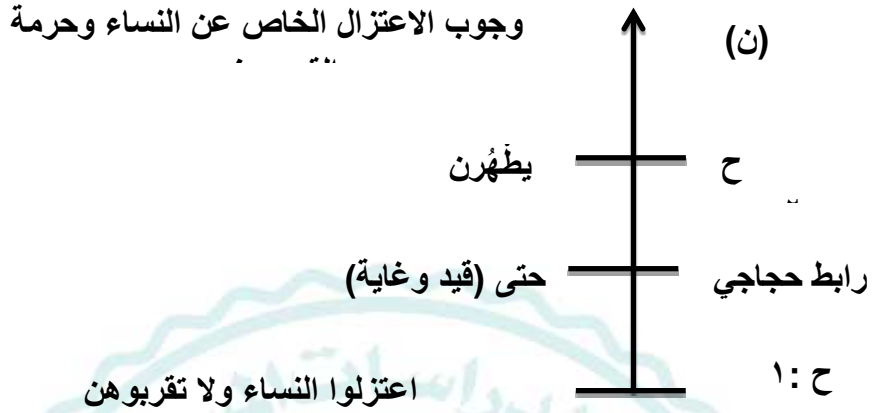 وجوب الاعتزال الخاص عن النساء وحرمة
(ن)
يطّهُرن
ح
حتى (قيد وغاية)
رابط حجاجي
ح :١
اعتزلوا النساء ولا تقربوهن